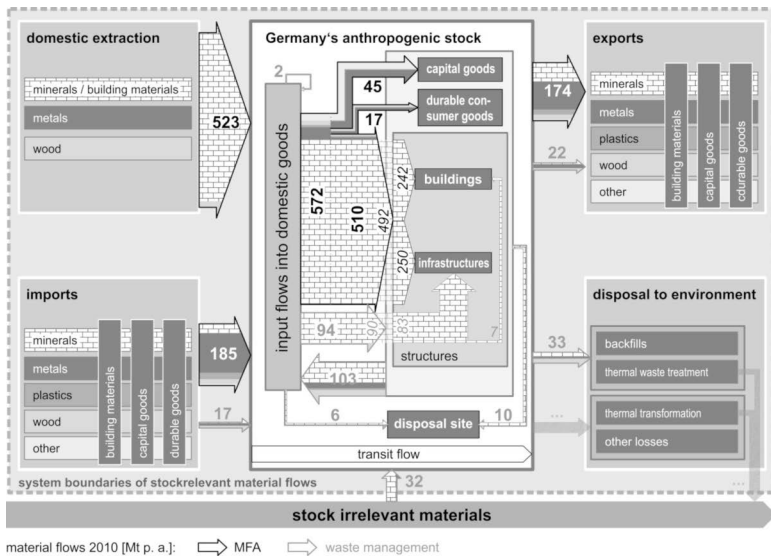 domestic extraction
minerals / building materials
metals
wood
523
imports
minerals
metals
plastics
wood
other
building materials
capital goods
durable goods
185
17
Germany's anthropogenic stock
2
input flows into domestic goods
45
17
capital goods
durable con-
sumer goods
572
510
492
242
250
buildings
infrastructures
94
90
83
7
structures
103
6
disposal site
10
transit flow
32
174
22
33
...
exports
minerals
metals
plastics
wood
other
building materials
capital goods
cdurable goods
disposal to environment
backfills
thermal waste treatment
thermal transformation
other losses
...
system boundaries of stockrelevant material flows
stock irrelevant materials
material flows 2010 [Mt p. a.]: MFA waste management